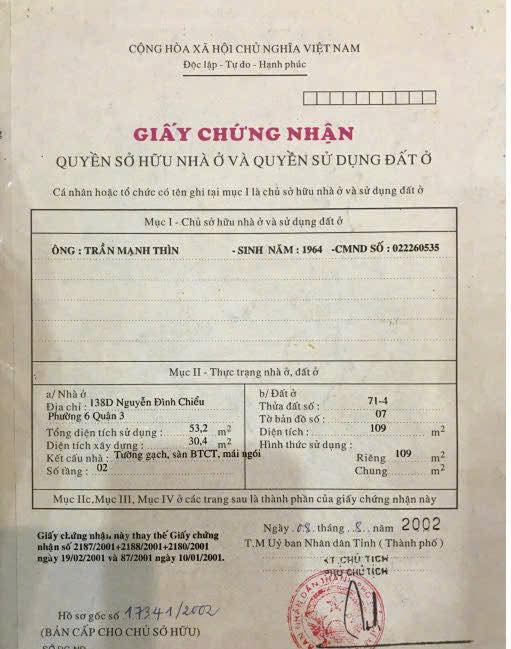 CỘNG HÒA XÃ HỘI CHỦ NGHĨA VIỆT NAM
Độc lập - Tự do - Hạnh phúc
GIẤY CHỨNG NHẬN
QUYỀN SỞ HỮU NHÀ Ở VÀ QUYỀN SỬ DỤNG ĐẤT Ở
Cá nhân hoặc tổ chức có tên ghi tại mục I là chủ sở hữu nhà ở và sử dụng đất ở
Mục I - Chủ sở hữu nhà ở và sử dụng đất ở
ÔNG : TRẦN MẠNH THÌN - SINH NĂM : 1964 -CMND SỐ : 022260535
Mục II - Thực trạng nhà ở, đất ở
a/ Nhà ở
Địa chỉ : 138D Nguyễn Đình Chiểu
Phường 6 Quận 3
Tổng diện tích sử dụng : 53,2 m2
Diện tích xây dựng : 30,4 m2
Kết cấu nhà : Tường gạch, sàn BTCT, mái ngói
Số tầng : 02
b/ Đất ở
Thửa đất số : 71-4
Tờ bản đồ số : 07
Diện tích : 109 m2
Hình thức sử dụng :
Riêng 109 m2
Chung m2
Mục IIc, Mục III, Mục IV ở các trang sau là thành phần của giấy chứng nhận này
Giấy chứng nhận này thay thế Giấy chứng
nhận số 2187/2001+2188/2001+2180/2001
ngày 19/02/2001 và 87/2001 ngày 10/01/2001.
Ngày 08 tháng 8 năm 2002
T.M Uỷ ban Nhân dân Tỉnh ( Thành phố )
KT.CHỦ TỊCH
PHÓ CHỦ TỊCH
Hồ sơ gốc số 17341/2002
(BẢN CẤP CHO CHỦ SỞ HỮU)